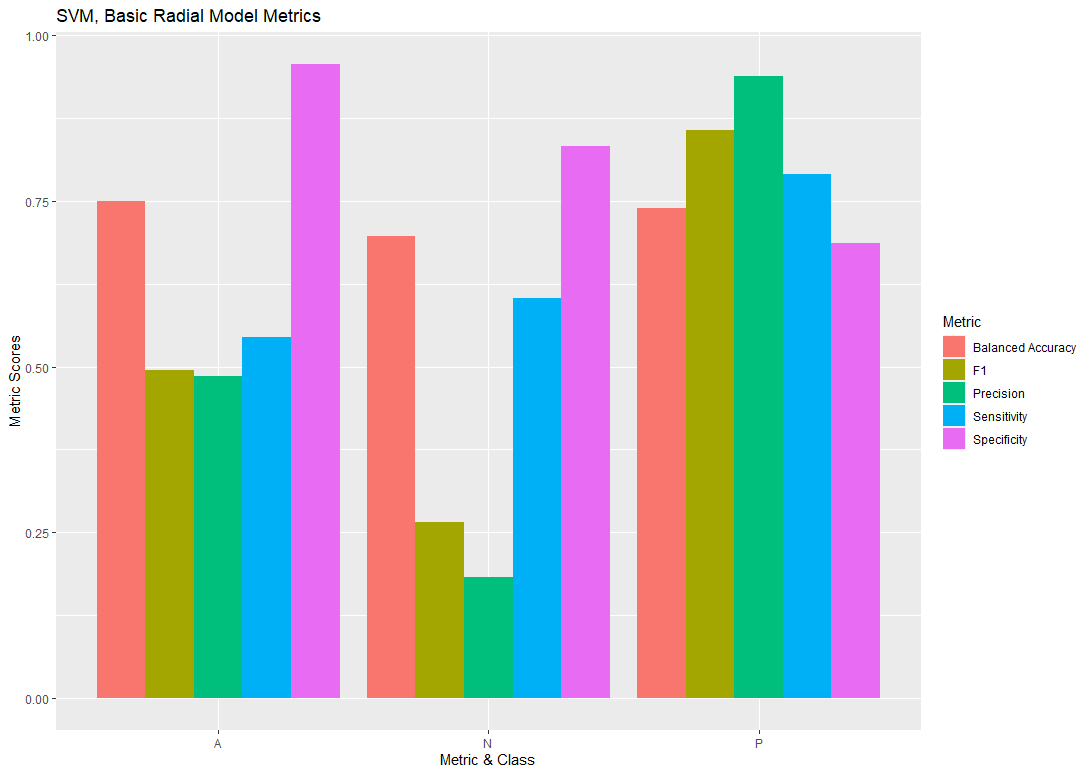 SVM, Basic Radial Model Metrics
1.00
0.75
0.50
0.25
0.00
Metric Scores
A
N
P
Metric & Class
Metric
Balanced Accuracy
F1
Precision
Sensitivity
Specificity